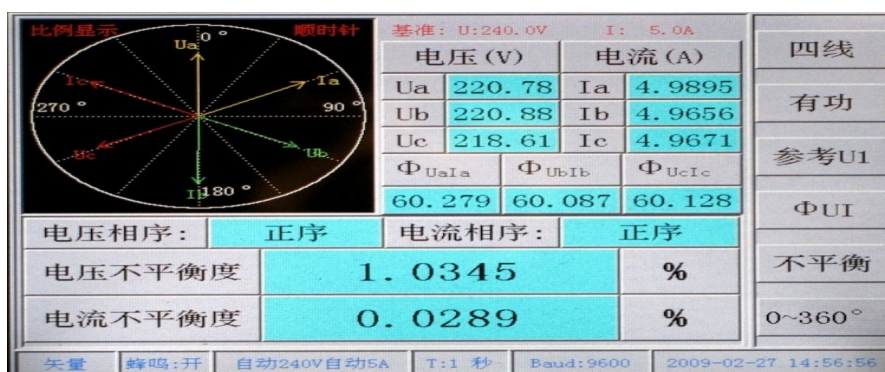 比例显示 0° 顺时针
Ua
Ic Ia
270° 90°
Uc Ub
Ib 180°
基准: U:240.0V I: 5.0A
电压(V) 电流(A)
Ua 220.78 Ia 4.9895
Ub 220.88 Ib 4.9656
Uc 218.61 Ic 4.9671
ΦUaIa ΦUbIb ΦUcIc
60.279 60.087 60.128
电压相序: 正序 电流相序: 正序
电压不平衡度 1.0345 %
电流不平衡度 0.0289 %
四线
有功
参考U1
ΦUI
不平衡
0~360°
矢量 蜂鸣:开 自动240V自动5A T:1 秒 Baud:9600 2009-02-27 14:56:56